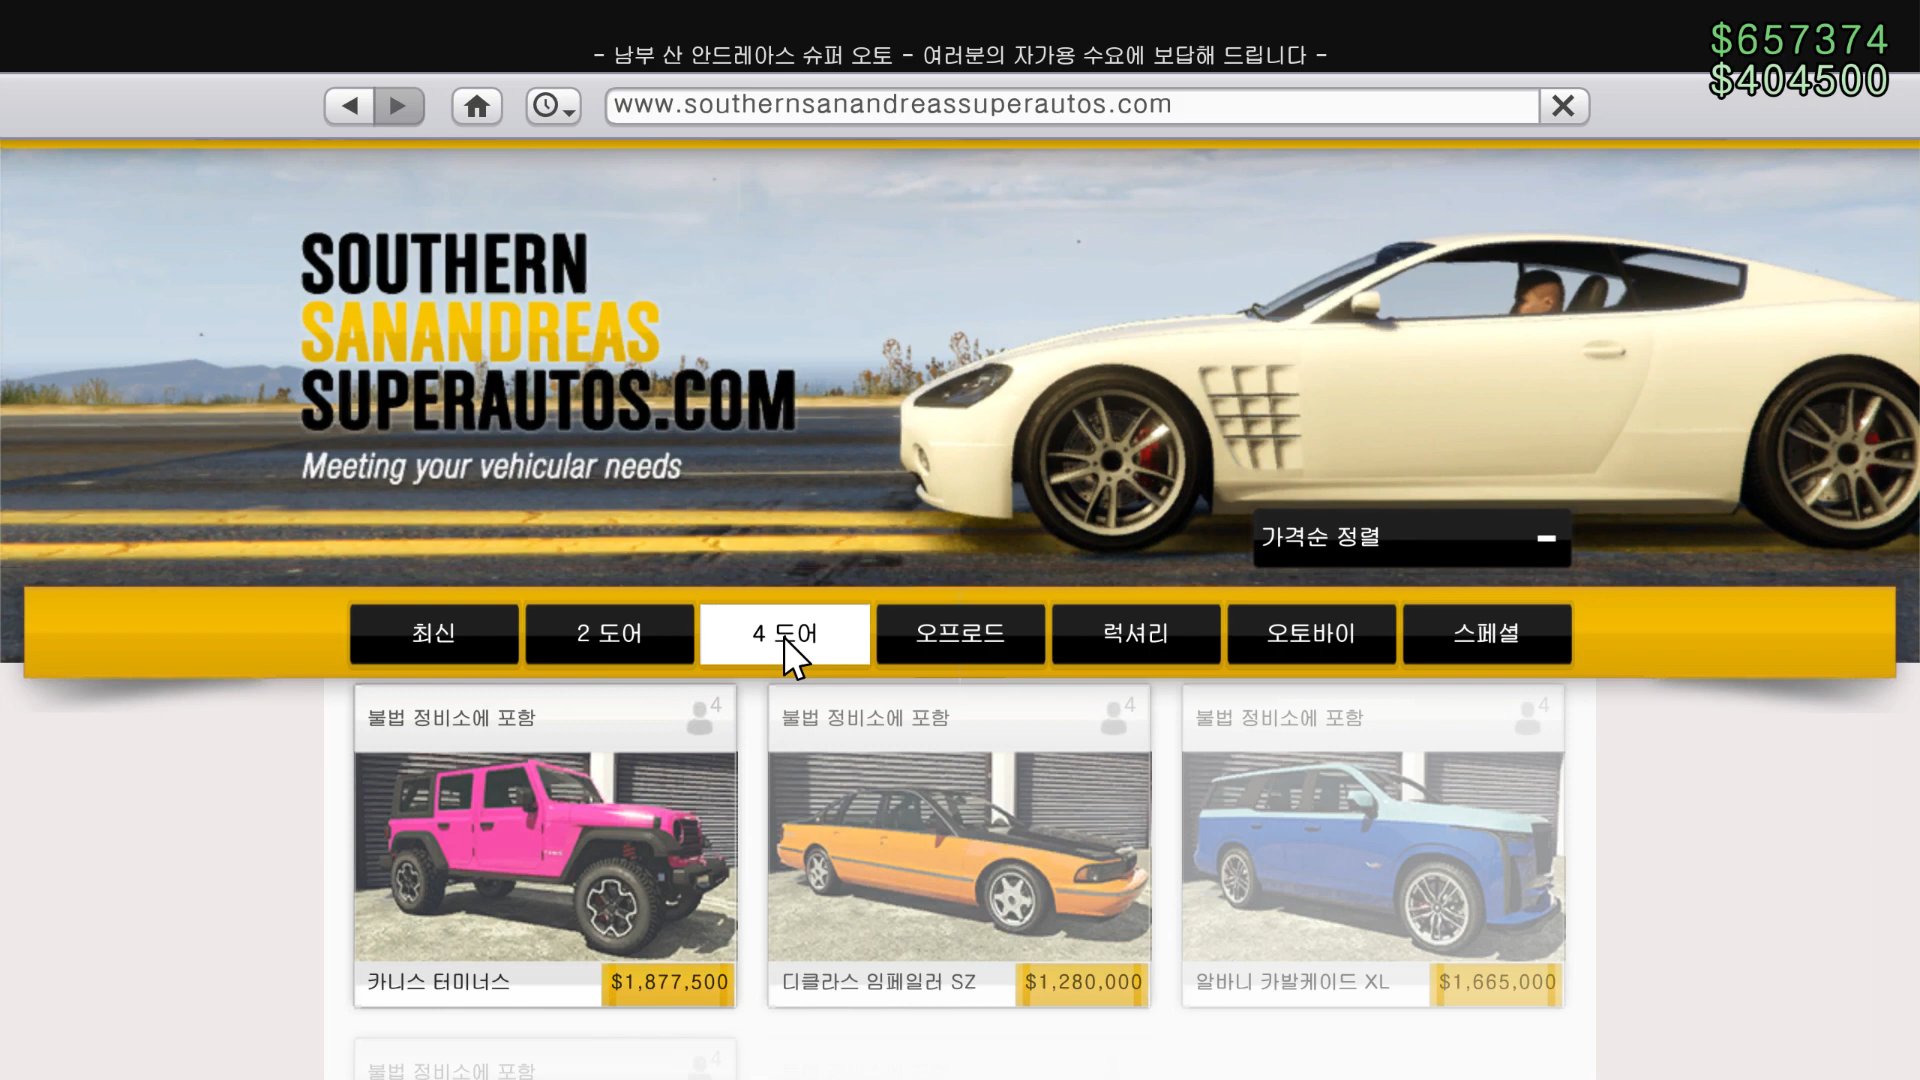 - 남부 산 안드레아스 슈퍼 오토 - 여러분의 자가용 수요에 보답해 드립니다 -
$657374
$404500
www.southernsanandreassuperautos.com
SOUTHERN
SANANDREAS
SUPERAUTOS.COM
Meeting your vehicular needs
가격순 정렬
최신
2 도어
4 도어
오프로드
럭셔리
오토바이
스페셜
불법 정비소에 포함
4
불법 정비소에 포함
4
불법 정비소에 포함
4
카니스 터미너스
$1,877,500
디클라스 임페일러 SZ
$1,280,000
알바니 카발케이드 XL
$1,665,000
불법 정비소에 포함
4